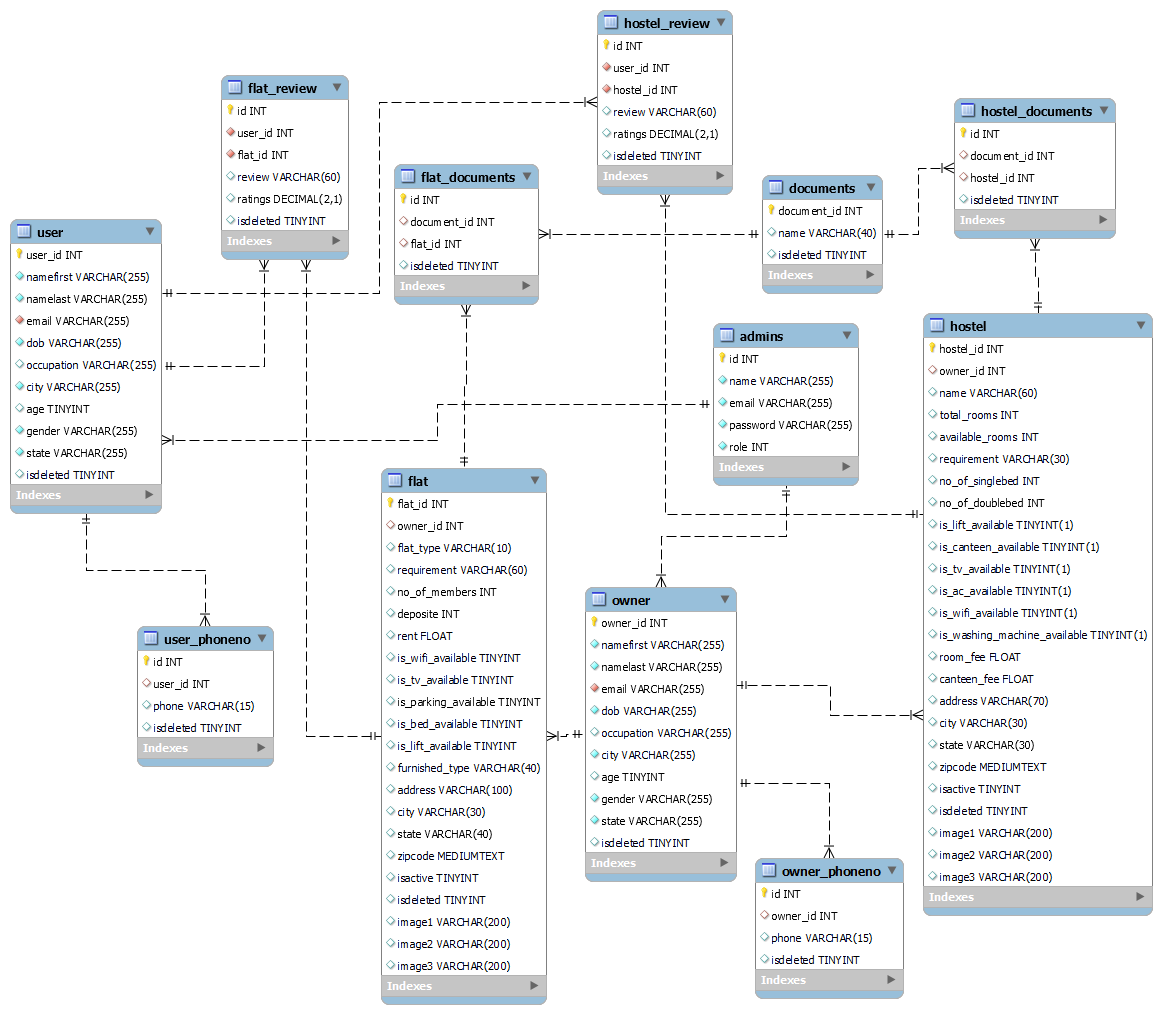 hostel_review
id INT
user_id INT
hostel_id INT
review VARCHAR(60)
ratings DECIMAL(2,1)
isdeleted TINYINT
Indexes
flat_review
id INT
user_id INT
flat_id INT
review VARCHAR(60)
ratings DECIMAL(2,1)
isdeleted TINYINT
Indexes
hostel_documents
id INT
document_id INT
hostel_id INT
isdeleted TINYINT
Indexes
flat_documents
id INT
document_id INT
flat_id INT
isdeleted TINYINT
Indexes
documents
document_id INT
name VARCHAR(40)
isdeleted TINYINT
Indexes
user
user_id INT
namefirst VARCHAR(255)
namelast VARCHAR(255)
email VARCHAR(255)
dob VARCHAR(255)
occupation VARCHAR(255)
city VARCHAR(255)
age TINYINT
gender VARCHAR(255)
state VARCHAR(255)
isdeleted TINYINT
Indexes
admins
id INT
name VARCHAR(255)
email VARCHAR(255)
password VARCHAR(255)
role INT
Indexes
hostel
hostel_id INT
owner_id INT
name VARCHAR(60)
total_rooms INT
available_rooms INT
requirement VARCHAR(30)
no_of_singlebed INT
no_of_doublebed INT
is_lift_available TINYINT(1)
is_canteen_available TINYINT(1)
is_tv_available TINYINT(1)
is_ac_available TINYINT(1)
is_wifi_available TINYINT(1)
is_washing_machine_available TINYINT(1)
room_fee FLOAT
canteen_fee FLOAT
address VARCHAR(70)
city VARCHAR(30)
state VARCHAR(30)
zipcode MEDIUMTEXT
isactive TINYINT
isdeleted TINYINT
image1 VARCHAR(200)
image2 VARCHAR(200)
image3 VARCHAR(200)
Indexes
flat
flat_id INT
owner_id INT
flat_type VARCHAR(10)
requirement VARCHAR(60)
no_of_members INT
deposite INT
rent FLOAT
is_wifi_available TINYINT
is_tv_available TINYINT
is_parking_available TINYINT
is_bed_available TINYINT
is_lift_available TINYINT
furnished_type VARCHAR(40)
address VARCHAR(100)
city VARCHAR(30)
state VARCHAR(40)
zipcode MEDIUMTEXT
isactive TINYINT
isdeleted TINYINT
image1 VARCHAR(200)
image2 VARCHAR(200)
image3 VARCHAR(200)
Indexes
owner
owner_id INT
namefirst VARCHAR(255)
namelast VARCHAR(255)
email VARCHAR(255)
dob VARCHAR(255)
occupation VARCHAR(255)
city VARCHAR(255)
age TINYINT
gender VARCHAR(255)
state VARCHAR(255)
isdeleted TINYINT
Indexes
user_phoneno
id INT
user_id INT
phone VARCHAR(15)
isdeleted TINYINT
Indexes
owner_phoneno
id INT
owner_id INT
phone VARCHAR(15)
isdeleted TINYINT
Indexes